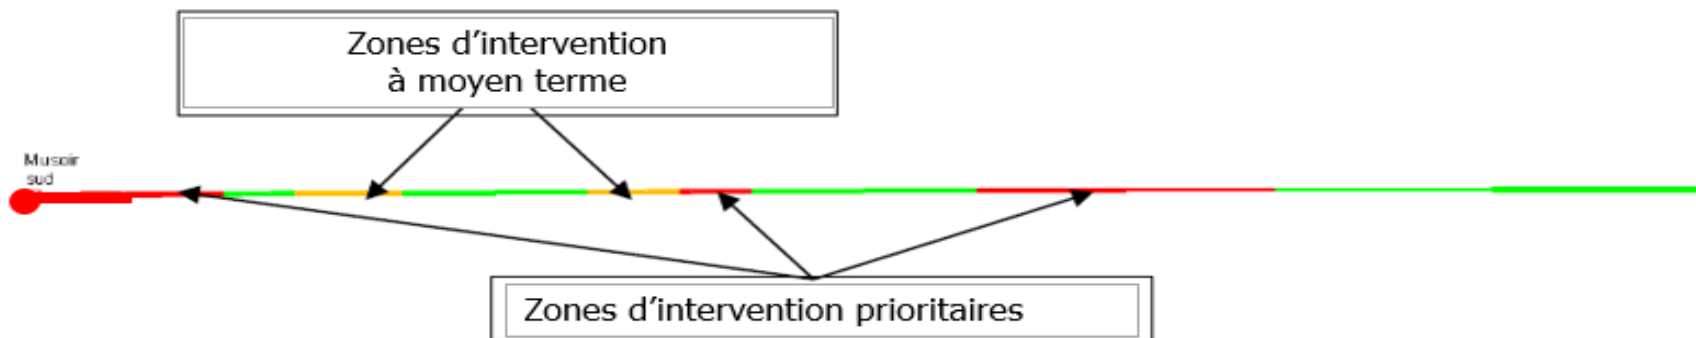 Zones d’intervention
à moyen terme
Musoir
sud
Zones d’intervention prioritaires